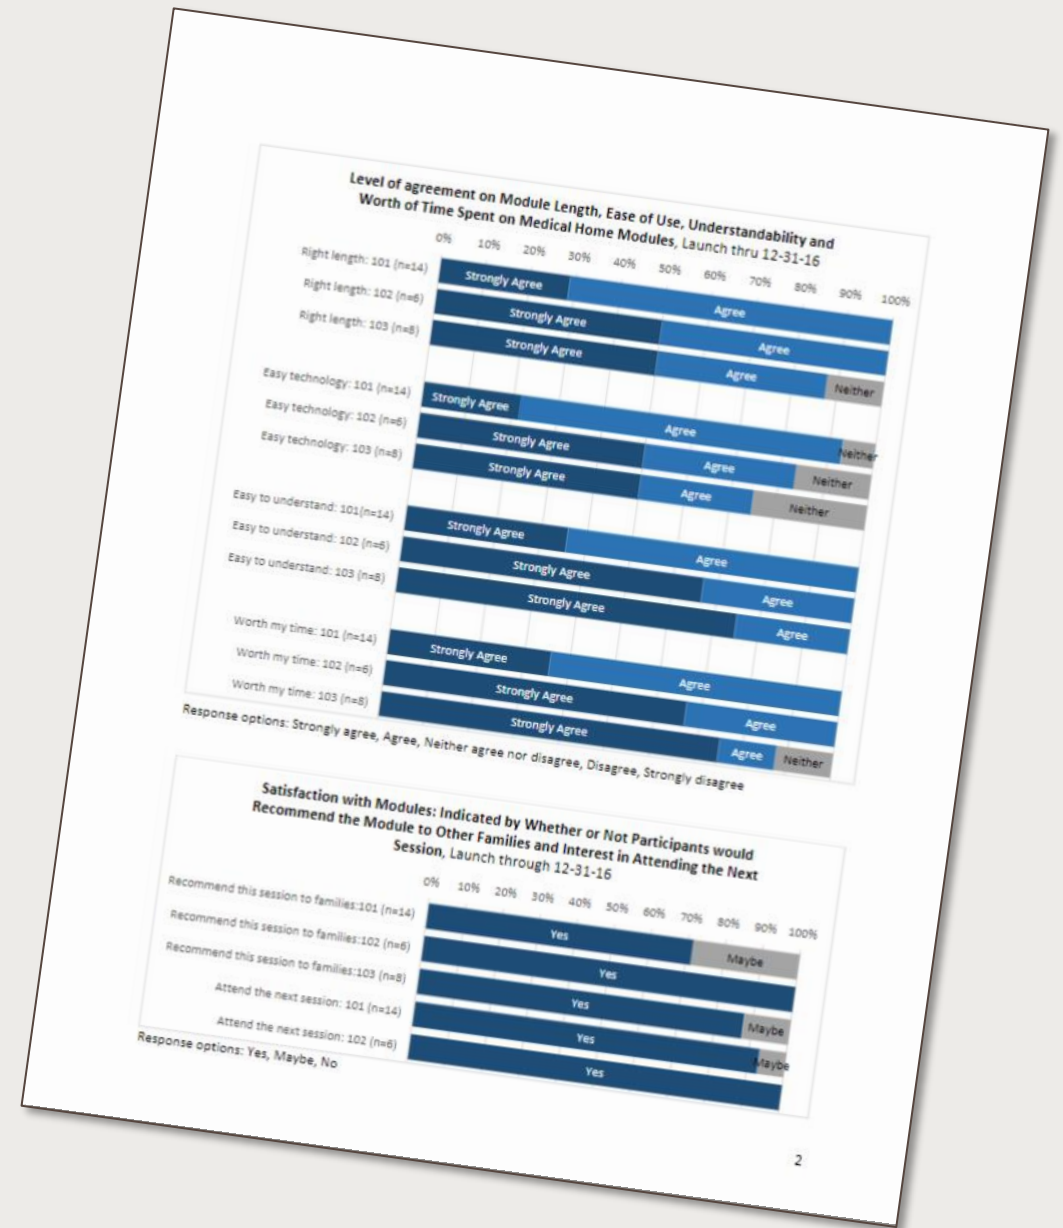 Level of agreement on Module Length, Ease of Use, Understandability and
Worth of Time Spent on Medical Home Modules, Launch thru 12-31-16
0% 10% 20% 30% 40% 50% 60% 70% 80% 90% 100%
Right length: 101 (n=14) Strongly Agree Agree
Right length: 102 (n=6) Strongly Agree Agree
Right length: 103 (n=8) Strongly Agree Agree Neither
Easy technology: 101 (n=14) Strongly Agree Agree Neither
Easy technology: 102 (n=6) Strongly Agree Agree Neither
Easy technology: 103 (n=8) Strongly Agree Agree Neither
Easy to understand: 101(n=14) Strongly Agree Agree
Easy to understand: 102 (n=6) Strongly Agree Agree
Easy to understand: 103 (n=8) Strongly Agree Agree
Worth my time: 101 (n=14) Strongly Agree Agree
Worth my time: 102 (n=6) Strongly Agree Agree
Worth my time: 103 (n=8) Strongly Agree Agree Neither
Response options: Strongly agree, Agree, Neither agree nor disagree, Disagree, Strongly disagree
Satisfaction with Modules: Indicated by Whether or Not Participants would
Recommend the Module to Other Families and Interest in Attending the Next
Session, Launch through 12-31-16
0% 10% 20% 30% 40% 50% 60% 70% 80% 90% 100%
Recommend this session to families:101 (n=14) Yes Maybe
Recommend this session to families:102 (n=6) Yes
Recommend this session to families:103 (n=8) Yes Maybe
Attend the next session: 101 (n=14) Yes Maybe
Attend the next session: 102 (n=6) Yes
Response options: Yes, Maybe, No
2